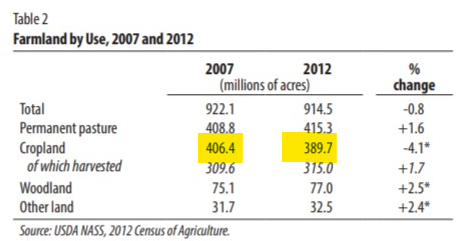 Table 2
Farmland by Use, 2007 and 2012
2007 2012 %
(millions of acres) change
Total 922.1 914.5 -0.8
Permanent pasture 408.8 415.3 +1.6
Cropland 406.4 389.7 -4.1*
of which harvested 309.6 315.0 +1.7
Woodland 75.1 77.0 +2.5*
Other land 31.7 32.5 +2.4*
Source: USDA NASS, 2012 Census of Agriculture.